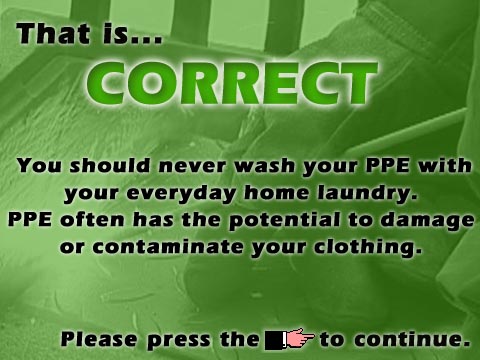 That is...
CORRECT
You should never wash your PPE with
your everyday home laundry.
PPE often has the potential to damage
or contaminate your clothing.
Please press the to continue.